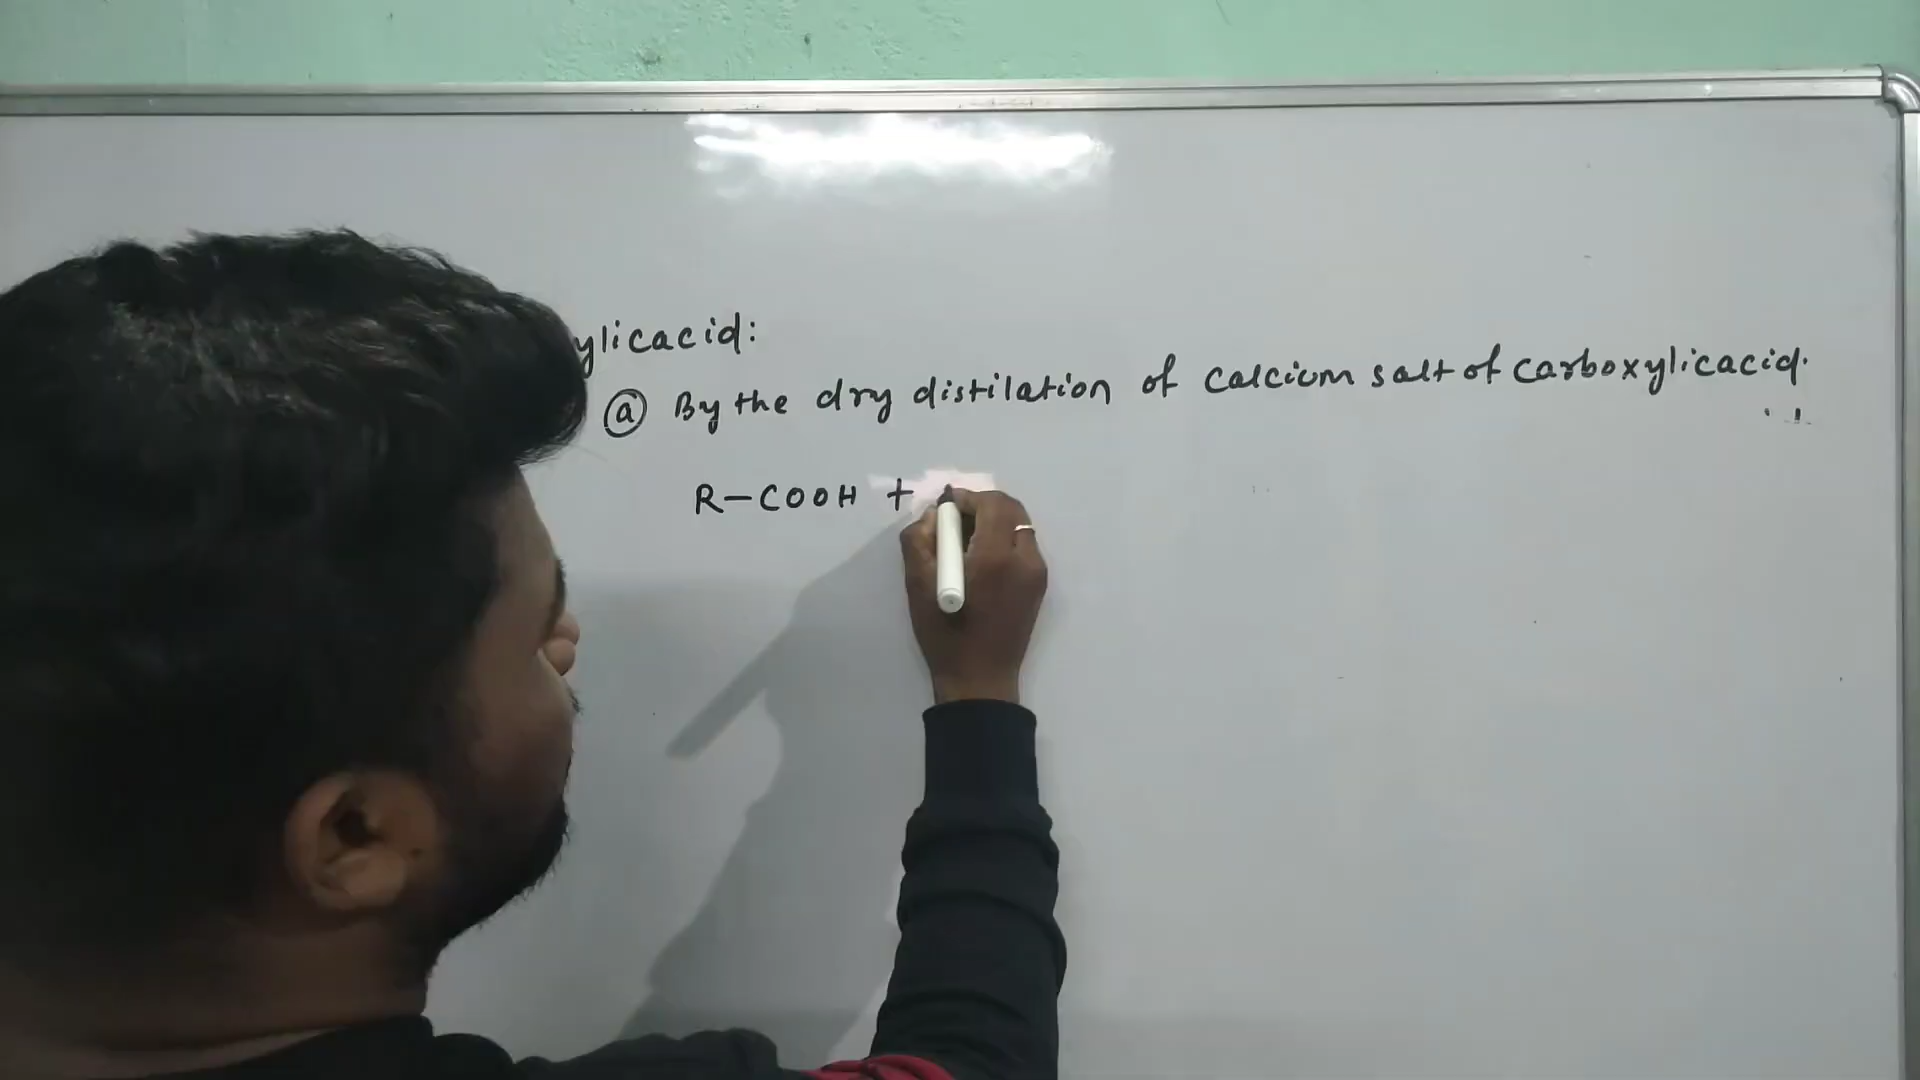 ylicacid:
ⓐ By the dry distilation of calcium salt of carboxylicacid.
R-COOH +